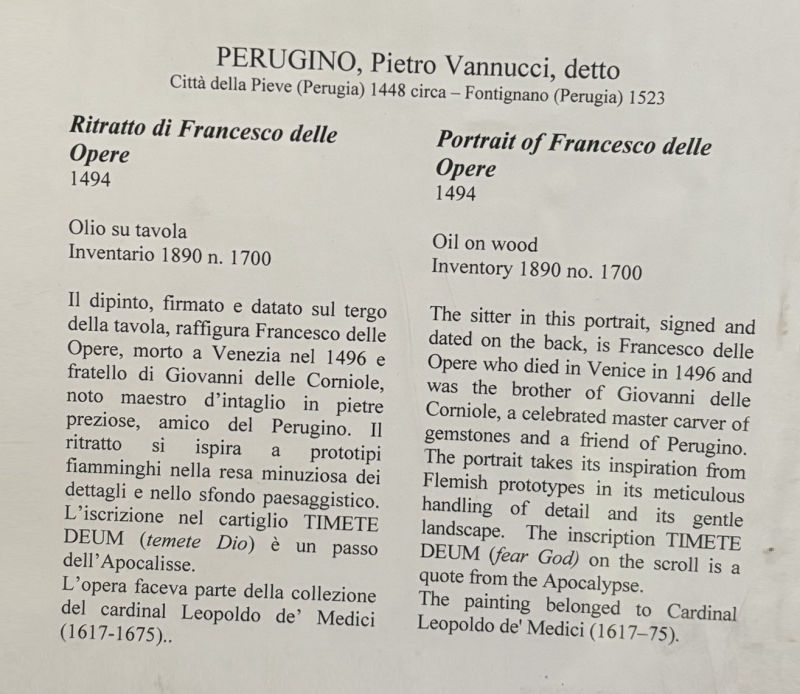 PERUGINO, Pietro Vannucci, detto
Città della Pieve (Perugia) 1448 circa – Fontignano (Perugia) 1523
Ritratto di Francesco delle
Opere
1494
Olio su tavola
Inventario 1890 n. 1700
Il dipinto, firmato e datato sul tergo
della tavola, raffigura Francesco delle
Opere, morto a Venezia nel 1496 e
fratello di Giovanni delle Corniole,
noto maestro d'intaglio in pietre
preziose, amico del Perugino. Il
ritratto si ispira a prototipi
fiamminghi nella resa minuziosa dei
dettagli e nello sfondo paesaggistico.
L'iscrizione nel cartiglio TIMETE
DEUM (temete Dio) è un passo
dell'Apocalisse.
L'opera faceva parte della collezione
del cardinal Leopoldo de' Medici
(1617-1675)..
Portrait of Francesco delle
Opere
1494
Oil on wood
Inventory 1890 no. 1700
The sitter in this portrait, signed and
dated on the back, is Francesco delle
Opere who died in Venice in 1496 and
was the brother of Giovanni delle
Corniole, a celebrated master carver of
gemstones and a friend of Perugino.
The portrait takes its inspiration from
Flemish prototypes in its meticulous
handling of detail and its gentle
landscape. The inscription TIMETE
DEUM (fear God) on the scroll is a
quote from the Apocalypse.
The painting belonged to Cardinal
Leopoldo de' Medici (1617–75).